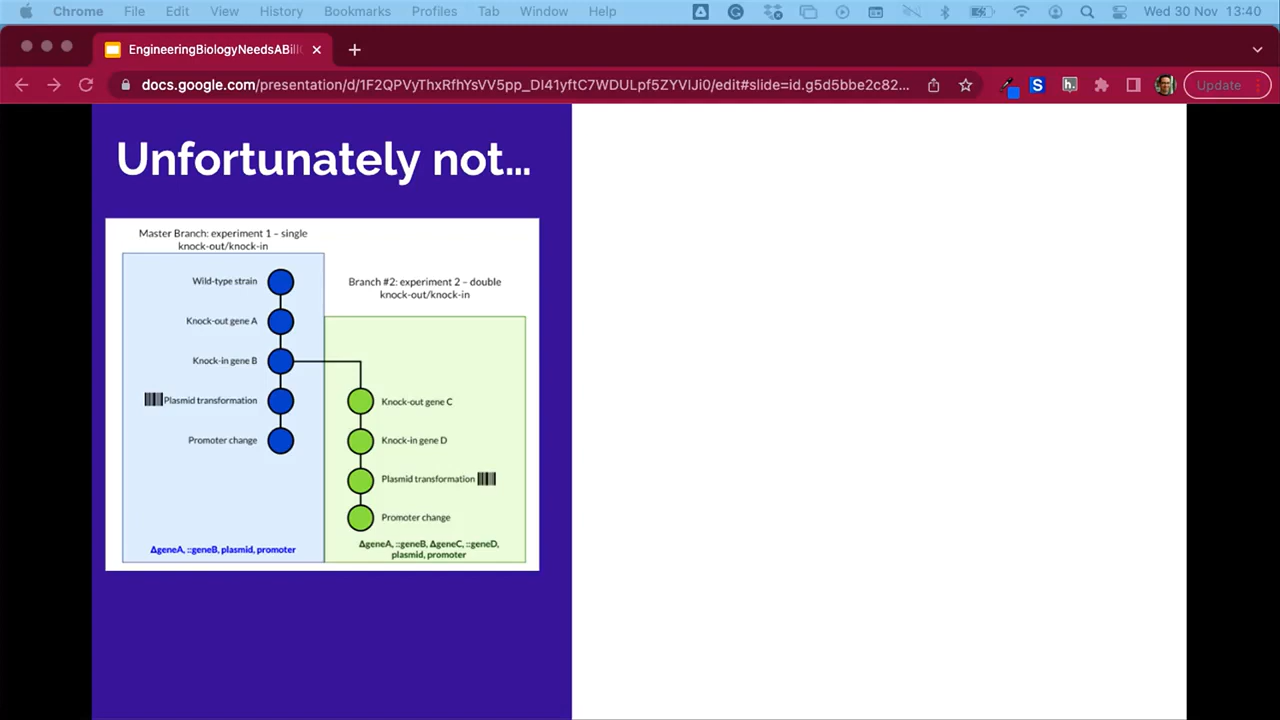 Chrome File Edit View History Bookmarks Profiles Tab Window Help Wed 30 Nov 13:40
EngineeringBiologyNeedsABill
docs.google.com/presentation/d/1F2QPVyThxRfhYsVV5pp_DI41yftC7WDULpf5ZYVlJi0/edit#slide=id.g5d5bbe2c82... Update
Unfortunately not...
Master Branch: experiment 1 – single
knock-out/knock-in
Wild-type strain
Branch #2: experiment 2 – double
knock-out/knock-in
Knock-out gene A
Knock-in gene B
Plasmid transformation
Knock-out gene C
Promoter change
Knock-in gene D
Plasmid transformation
Promoter change
ΔgeneA, ::geneB, plasmid, promoter
ΔgeneA, ::geneB, ΔgeneC, ::geneD,
plasmid, promoter